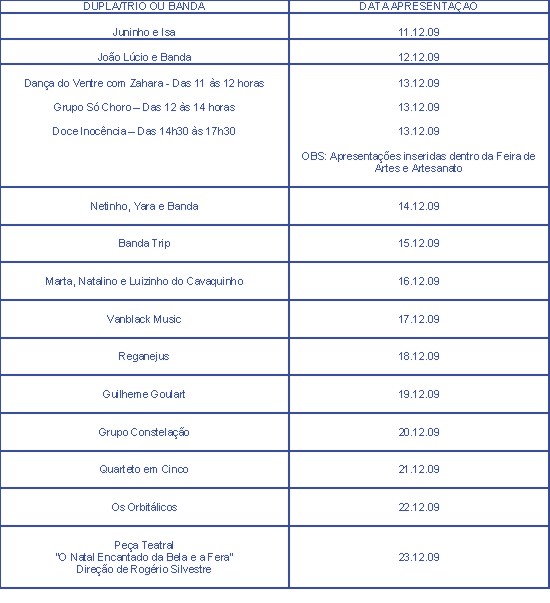 DUPLA/TRIO OU BANDA DATA APRESENTAÇÃO
Juninho e Isa 11.12.09
João Lúcio e Banda 12.12.09
Dança do Ventre com Zahara - Das 11 às 12 horas 13.12.09
Grupo Só Choro – Das 12 às 14 horas 13.12.09
Doce Inocência – Das 14h30 às 17h30 13.12.09
OBS: Apresentações inseridas dentro da Feira de
Artes e Artesanato
Netinho, Yara e Banda 14.12.09
Banda Trip 15.12.09
Marta, Natalino e Luizinho do Cavaquinho 16.12.09
Vanblack Music 17.12.09
Reganejus 18.12.09
Guilherme Goulart 19.12.09
Grupo Constelação 20.12.09
Quarteto em Cinco 21.12.09
Os Orbitálicos 22.12.09
Peça Teatral
"O Natal Encantado da Bela e a Fera" 23.12.09
Direção de Rogério Silvestre